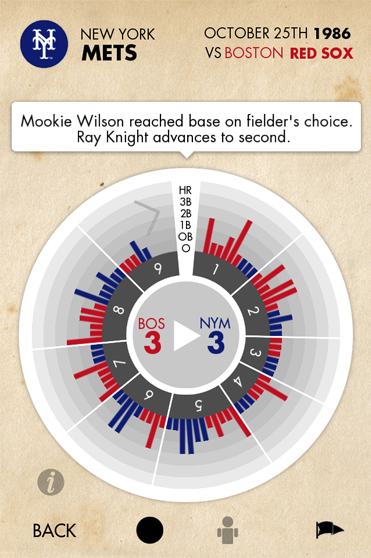 NY
NEW YORK
METS
OCTOBER 25TH 1986
VS BOSTON RED SOX
Mookie Wilson reached base on fielder's choice.
Ray Knight advances to second.
HR
3B
2B
1B
OB
O
1
2
3
4
5
6
7
8
9
BOS
3
NYM
3
i
BACK